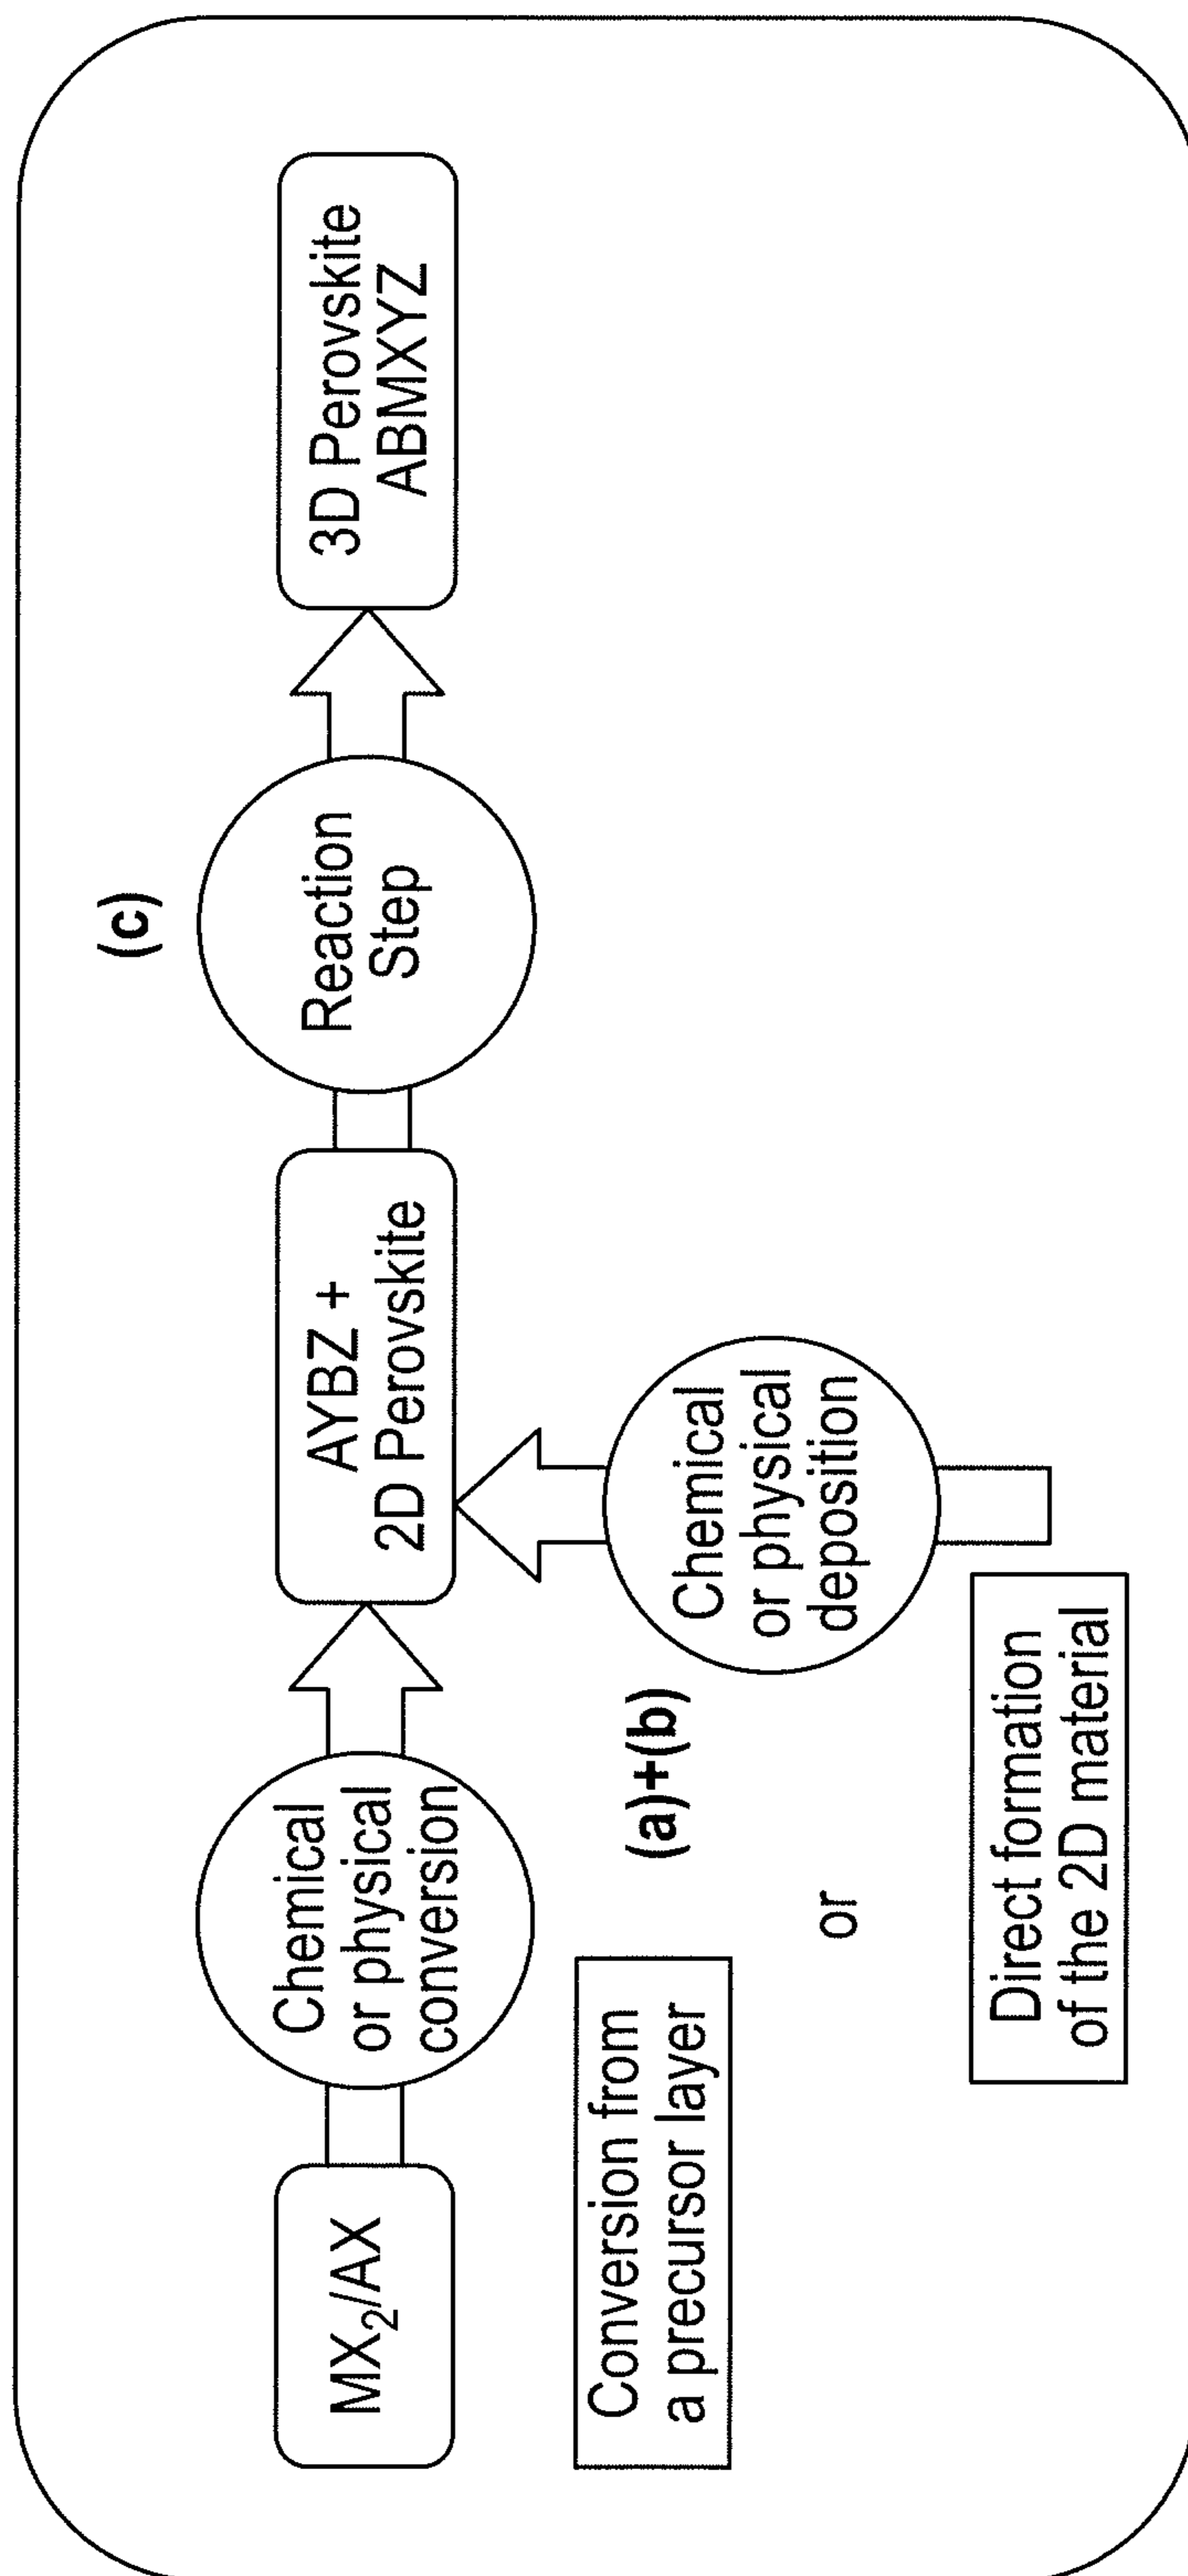 (c)
MX₂/AX
Chemical
or physical
conversion
AYBZ +
2D Perovskite
Reaction
Step
3D Perovskite
ABMXYZ
Conversion from
a precursor layer
(a)+(b)
or
Chemical
or physical
deposition
Direct formation
of the 2D material